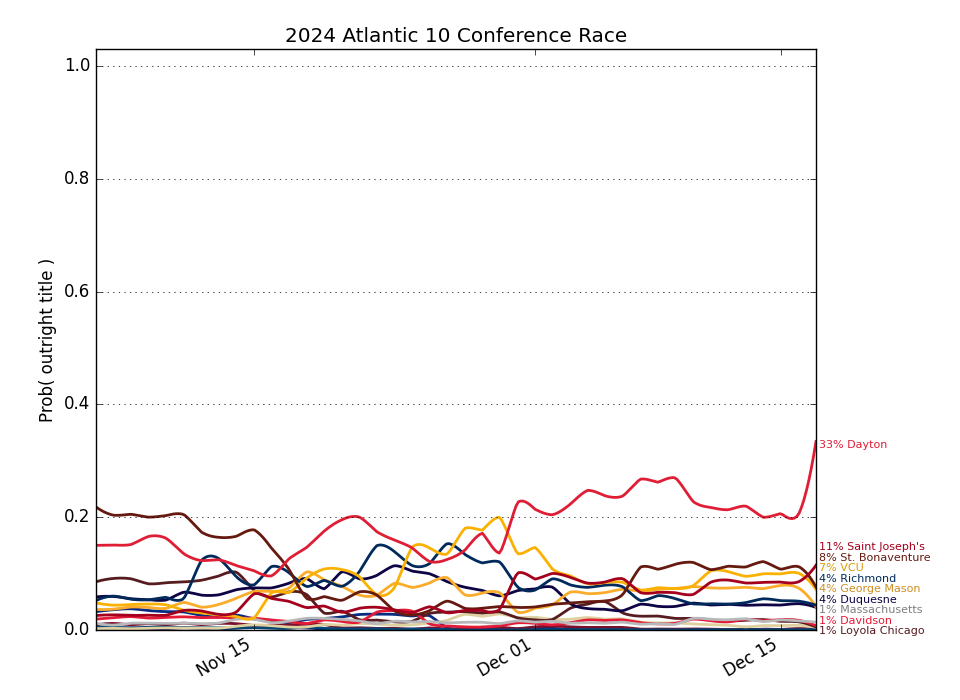 2024 Atlantic 10 Conference Race
1.0
0.8
0.6
0.4
0.2
0.0
Prob( outright title )
33% Dayton
11% Saint Joseph's
8% St. Bonaventure
7% VCU
4% Richmond
4% George Mason
4% Duquesne
1% Massachusetts
1% Davidson
1% Loyola Chicago
Nov 15
Dec 01
Dec 15